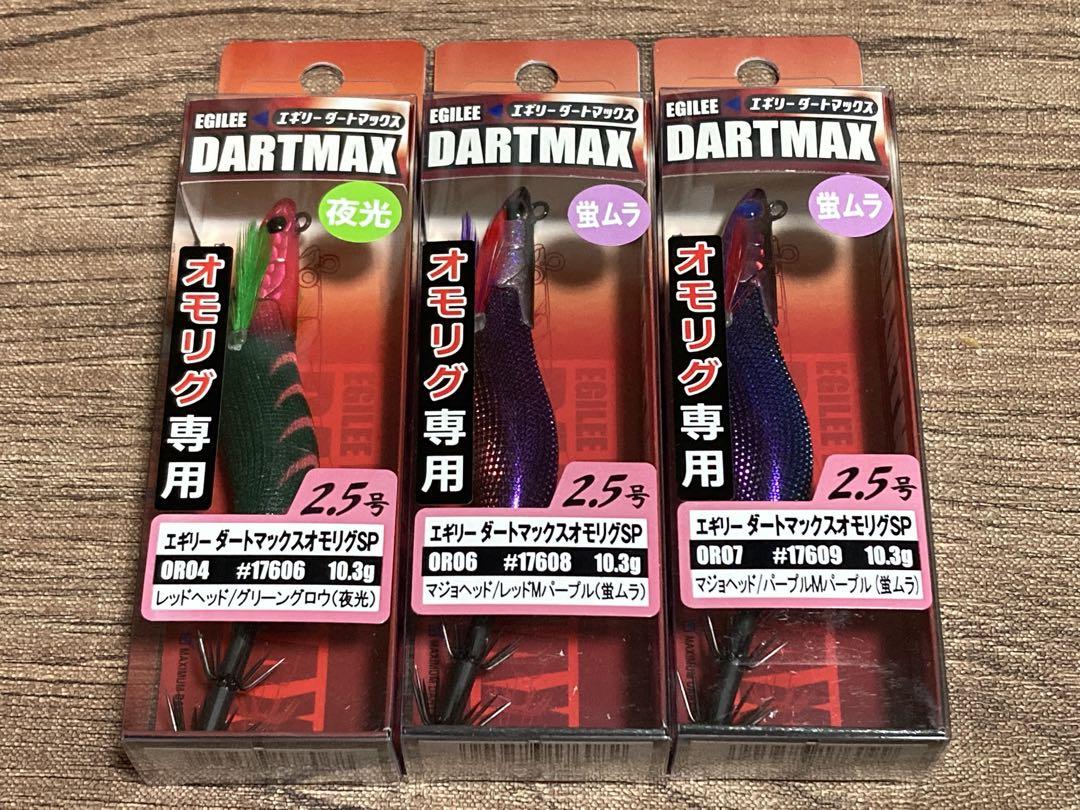 EGILEE エギリーダートマックス
DARTMAX
夜光
オモリグ専用
2.5号
エギリー ダートマックスオモリグSP
OR04 #17606 10.3g
レッドヘッド/グリーングロウ(夜光)
EGILEE エギリーダートマックス
DARTMAX
蛍ムラ
オモリグ専用
2.5号
エギリー ダートマックスオモリグSP
OR06 #17608 10.3g
マジョヘッド/レッドMパープル(蛍ムラ)
EGILEE エギリーダートマックス
DARTMAX
蛍ムラ
オモリグ専用
2.5号
エギリー ダートマックスオモリグSP
OR07 #17609 10.3g
マジョヘッド/パープルMパープル(蛍ムラ)